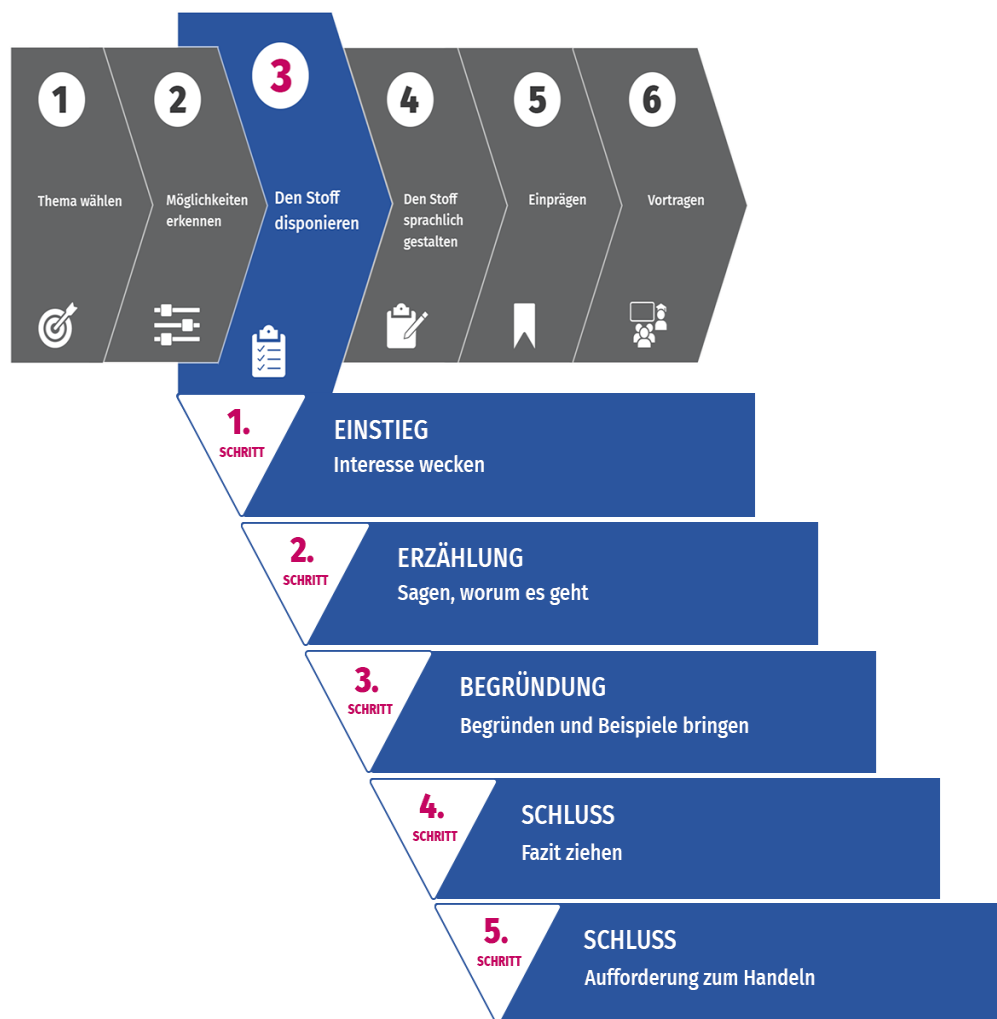 1
Thema wählen
2
Möglichkeiten
erkennen
3
Den Stoff
disponieren
4
Den Stoff
sprachlich
gestalten
5
Einprägen
6
Vortragen
1.
SCHRITT
EINSTIEG
Interesse wecken
2.
SCHRITT
ERZÄHLUNG
Sagen, worum es geht
3.
SCHRITT
BEGRÜNDUNG
Begründen und Beispiele bringen
4.
SCHRITT
SCHLUSS
Fazit ziehen
5.
SCHRITT
SCHLUSS
Aufforderung zum Handeln